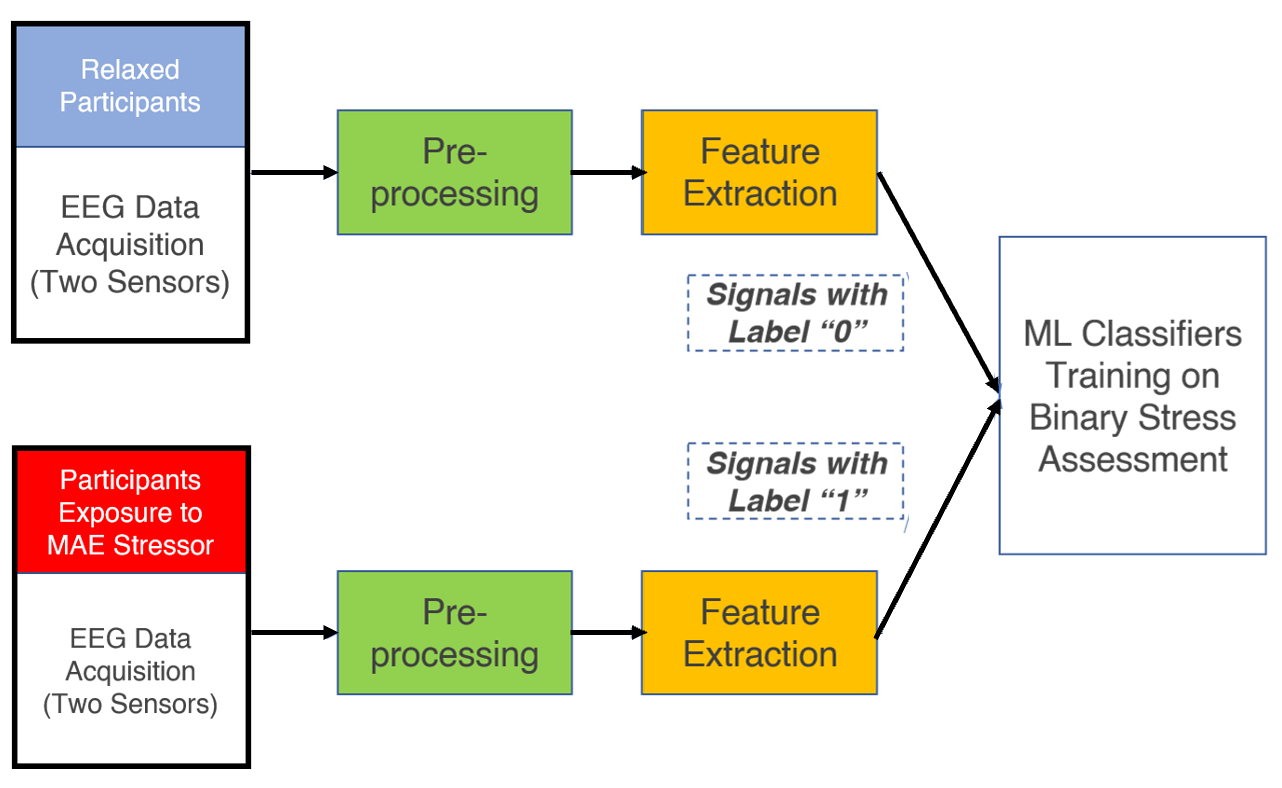 Relaxed
Participants
EEG Data
Acquisition
(Two Sensors)
Pre-
processing
Feature
Extraction
Signals with
Label “0”
Participants
Exposure to
MAE Stressor
EEG Data
Acquisition
(Two Sensors)
Pre-
processing
Feature
Extraction
Signals with
Label “1”
ML Classifiers
Training on
Binary Stress
Assessment